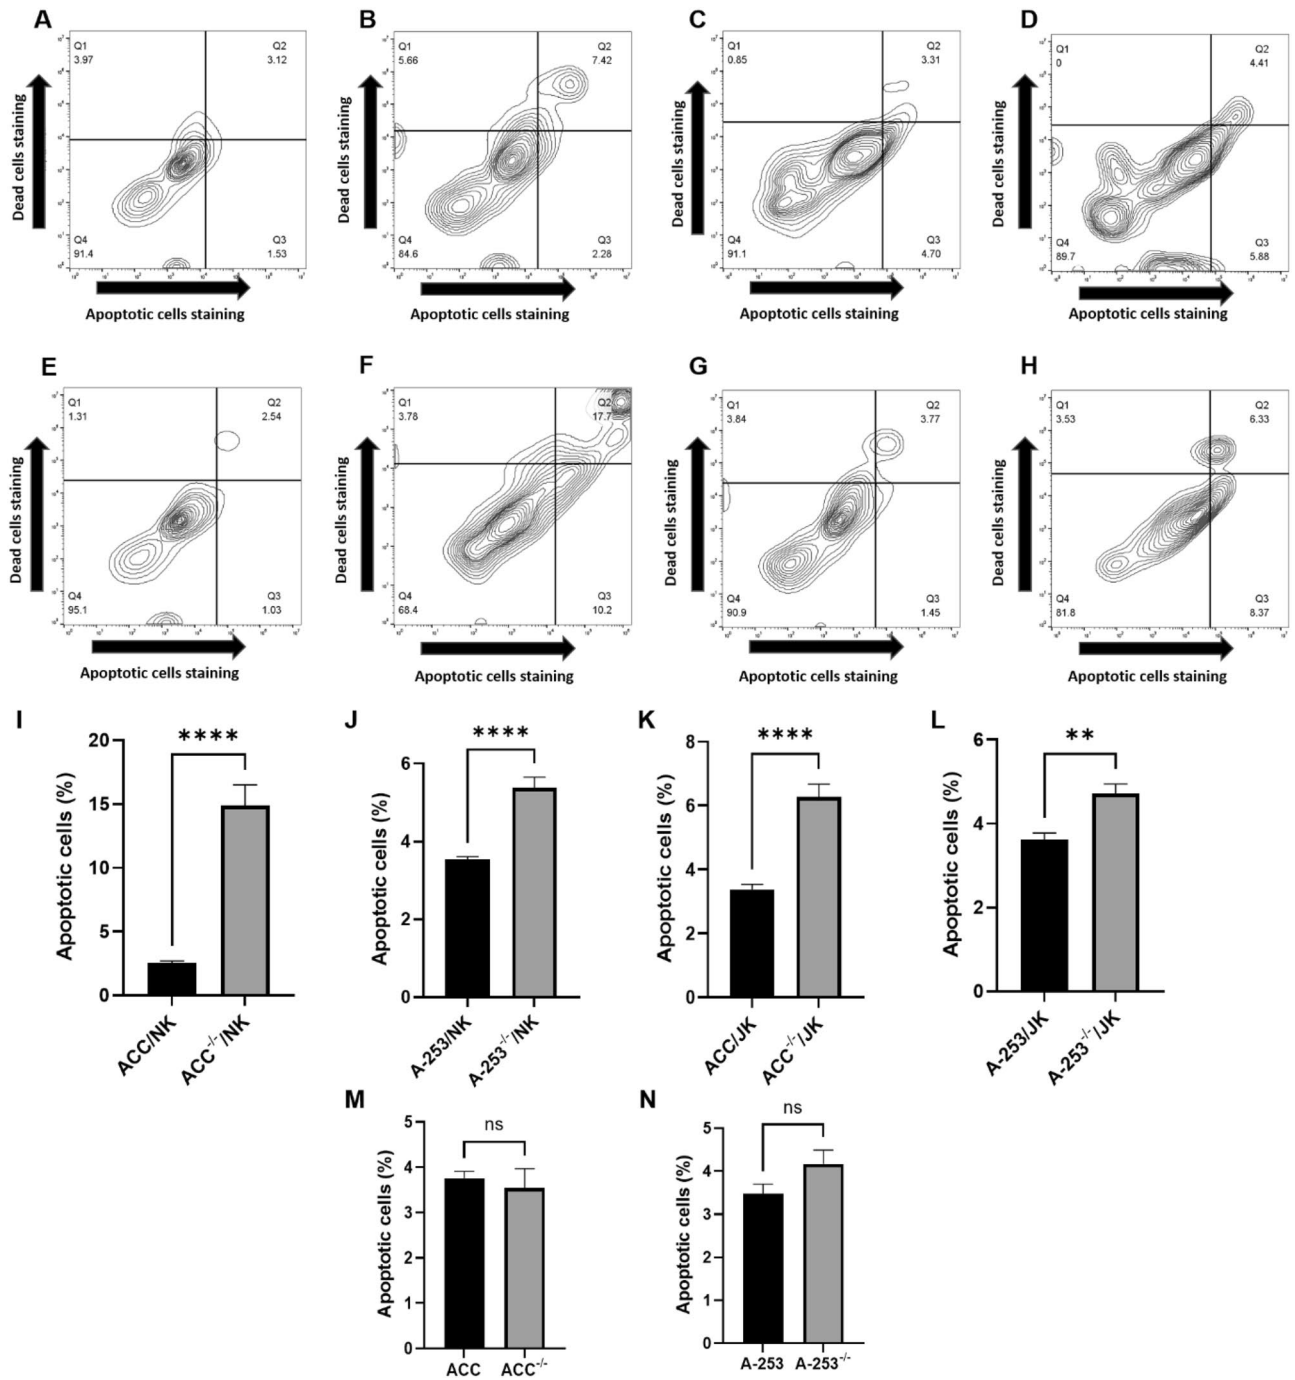 A
B
C
D
Q1
3.97
Q2
3.12
Q4
91.4
Q3
1.53
Dead cells staining
Apoptotic cells staining
Q1
5.66
Q2
7.42
Q4
84.6
Q3
2.28
Dead cells staining
Apoptotic cells staining
Q1
0.85
Q2
3.31
Q4
91.1
Q3
4.70
Dead cells staining
Apoptotic cells staining
Q1
0
Q2
4.41
Q4
89.7
Q3
5.88
Dead cells staining
Apoptotic cells staining
E
F
G
H
Q1
1.31
Q2
2.54
Q4
95.1
Q3
1.03
Dead cells staining
Apoptotic cells staining
Q1
3.78
Q2
17.7
Q4
68.4
Q3
10.2
Dead cells staining
Apoptotic cells staining
Q1
3.84
Q2
3.77
Q4
90.9
Q3
1.45
Dead cells staining
Apoptotic cells staining
Q1
3.53
Q2
6.33
Q4
81.8
Q3
8.37
Dead cells staining
Apoptotic cells staining
I
****
20
15
10
5
0
Apoptotic cells (%)
ACC/NK
ACC-/-/NK
J
****
6
4
2
0
Apoptotic cells (%)
A-253/NK
A-253-/-/NK
K
****
8
6
4
2
0
Apoptotic cells (%)
ACC/JK
ACC-/-/JK
L
**
6
4
2
0
Apoptotic cells (%)
A-253/JK
A-253-/-/JK
M
ns
5
4
3
2
1
0
Apoptotic cells (%)
ACC
ACC-/-
N
ns
5
4
3
2
1
0
Apoptotic cells (%)
A-253
A-253-/-